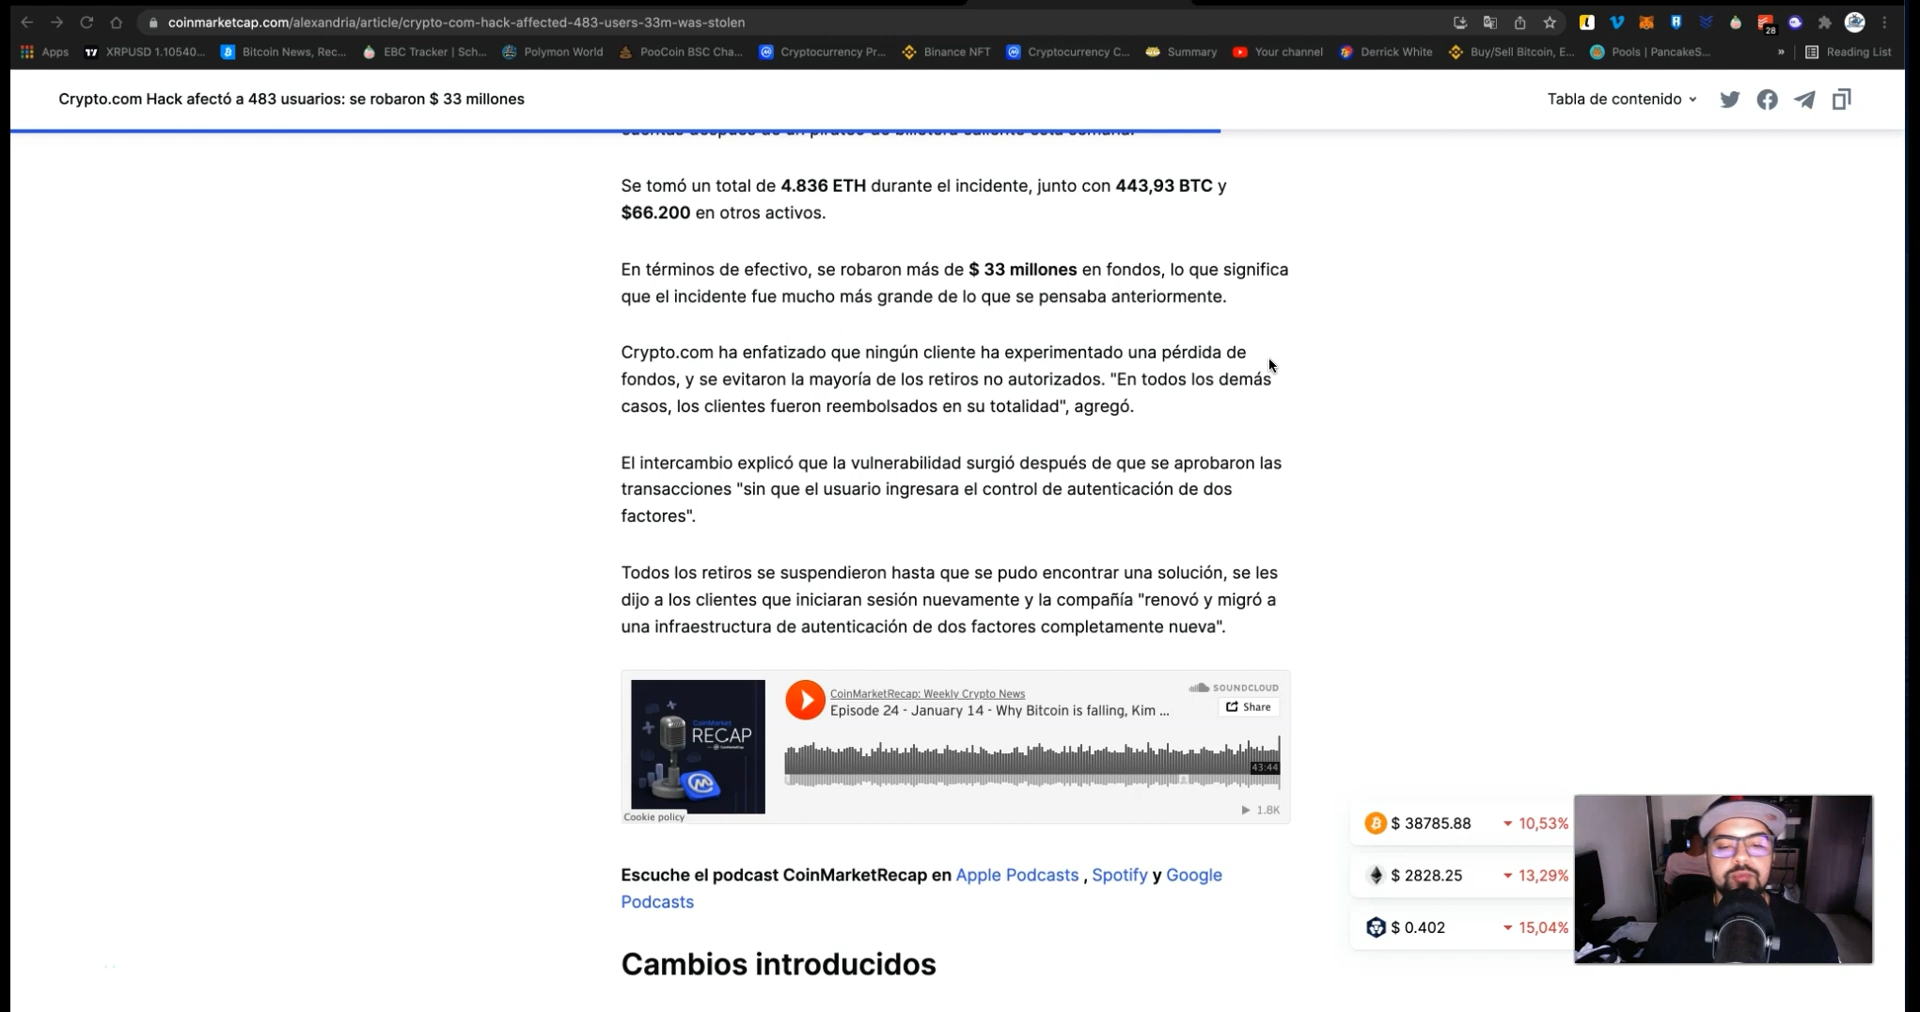 coinmarketcap.com/alexandria/article/crypto-com-hack-affected-483-users-33m-was-stolen
28
Apps XRPUSD 1.10540... Bitcoin News, Rec... EBC Tracker | Sch... Polymon World PooCoin BSC Cha... Cryptocurrency Pr... Binance NFT Cryptocurrency C... Summary Your channel Derrick White Buy/Sell Bitcoin, E... Pools | PancakeS... » Reading List
Crypto.com Hack afectó a 483 usuarios: se robaron $ 33 millones
Tabla de contenido
cuentas después de un pirateo de billetera caliente esta semana.
Se tomó un total de 4.836 ETH durante el incidente, junto con 443,93 BTC y
$66.200 en otros activos.
En términos de efectivo, se robaron más de $ 33 millones en fondos, lo que significa
que el incidente fue mucho más grande de lo que se pensaba anteriormente.
Crypto.com ha enfatizado que ningún cliente ha experimentado una pérdida de
fondos, y se evitaron la mayoría de los retiros no autorizados. "En todos los demás
casos, los clientes fueron reembolsados en su totalidad", agregó.
El intercambio explicó que la vulnerabilidad surgió después de que se aprobaron las
transacciones "sin que el usuario ingresara el control de autenticación de dos
factores".
Todos los retiros se suspendieron hasta que se pudo encontrar una solución, se les
dijo a los clientes que iniciaran sesión nuevamente y la compañía "renovó y migró a
una infraestructura de autenticación de dos factores completamente nueva".
CoinMarketRecap: Weekly Crypto News
Episode 24 - January 14 - Why Bitcoin is falling, Kim ...
SOUNDCLOUD
Share
CoinMarket
RECAP
43:44
1.8K
Cookie policy
Escuche el podcast CoinMarketRecap en Apple Podcasts , Spotify y Google
Podcasts
Cambios introducidos
$ 38785.88 10,53%
$ 2828.25 13,29%
$ 0.402 15,04%